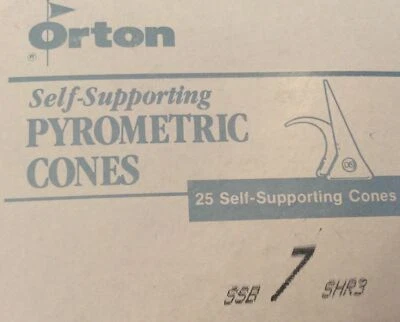 Orton
®
Self-Supporting
PYROMETRIC
CONES
25 Self-Supporting Cones
SSB 7 SHR3